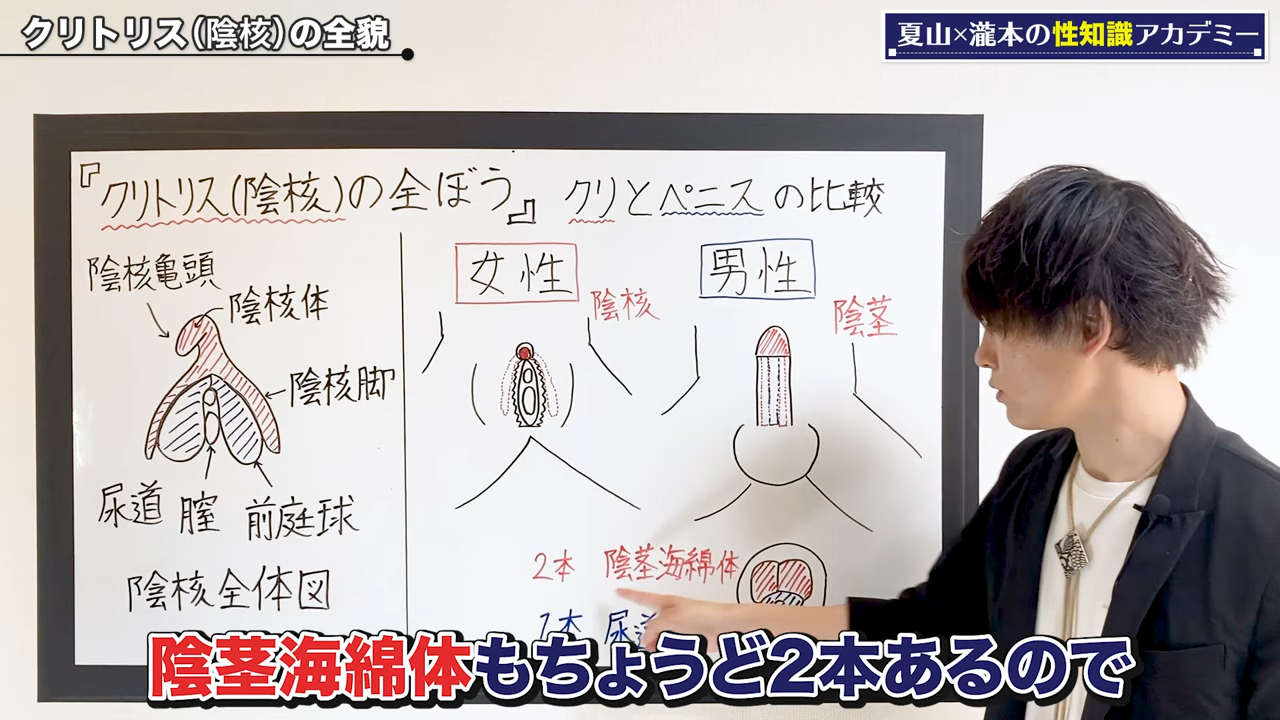 クリトリス(陰核)の全貌
夏山×瀧本の性知識アカデミー
『クリトリス(陰核)の全ぼう』 クリとペニスの比較
陰核亀頭
陰核体
陰核脚
尿道 膣 前庭球
陰核全体図
女性
陰核
男性
陰茎
2本 陰茎海綿体
1本 尿道
陰茎海綿体もちょうど2本あるので